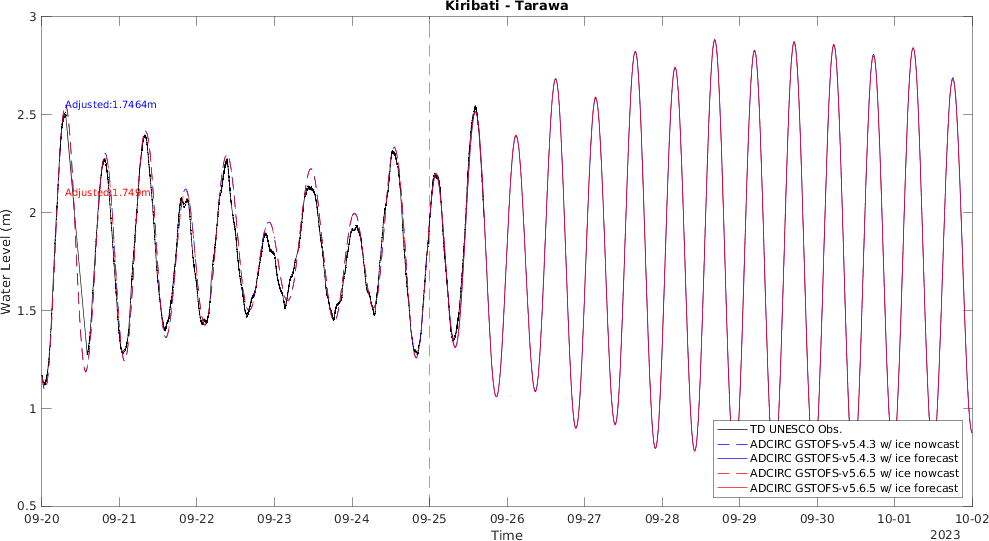 Kiribati - Tarawa
3
2.5
2
1.5
1
0.5
Water Level (m)
Adjusted:1.7464m
Adjusted:1.749m
TD UNESCO Obs.
ADCIRC GSTOFS-v5.4.3 w/ ice nowcast
ADCIRC GSTOFS-v5.4.3 w/ ice forecast
ADCIRC GSTOFS-v5.6.5 w/ ice nowcast
ADCIRC GSTOFS-v5.6.5 w/ ice forecast
09-20 09-21 09-22 09-23 09-24 09-25 09-26 09-27 09-28 09-29 09-30 10-01 10-02
Time
2023